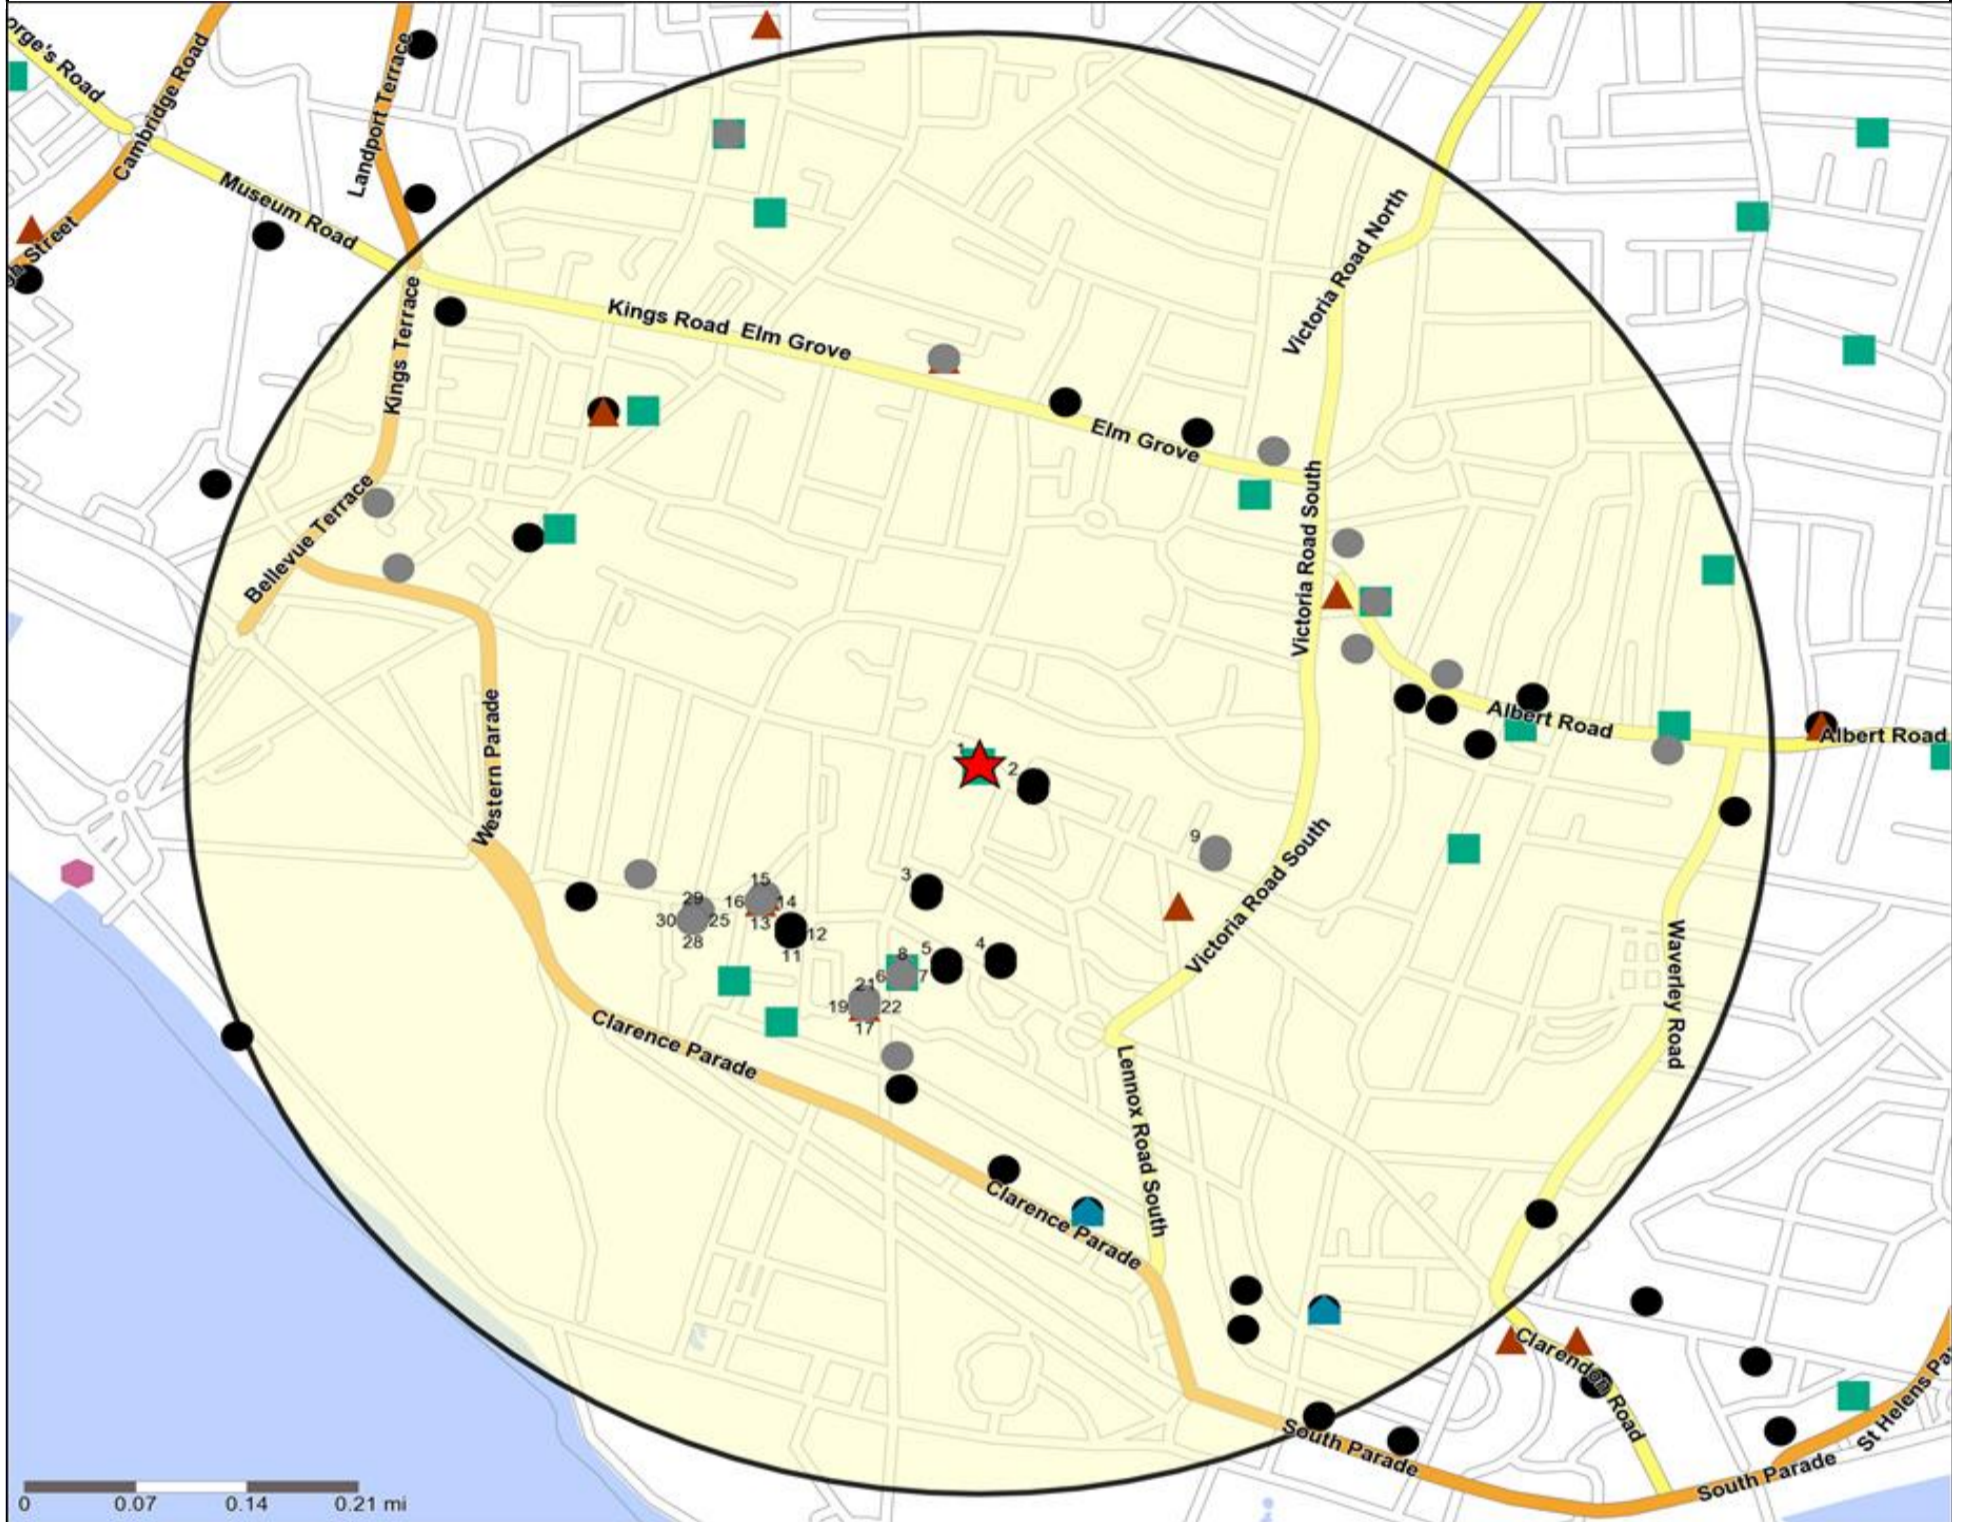 orge's Road
Cambridge Road
Landport Terrace
Museum Road
Street
Kings Terrace
Kings Road
Elm Grove
Victoria Road North
Elm Grove
Bellevue Terrace
Victoria Road South
Western Parade
Albert Road
Albert Road
1
2
9
3
15
16
14
13
12
11
29
30
25
28
4
5
8
6
7
21
19
22
17
Victoria Road South
Waverley Road
Clarence Parade
Lennox Road South
Clarence Parade
Clarendon Road
South Parade
South Parade
St Helens Pa
0
0.07
0.14
0.21 mi